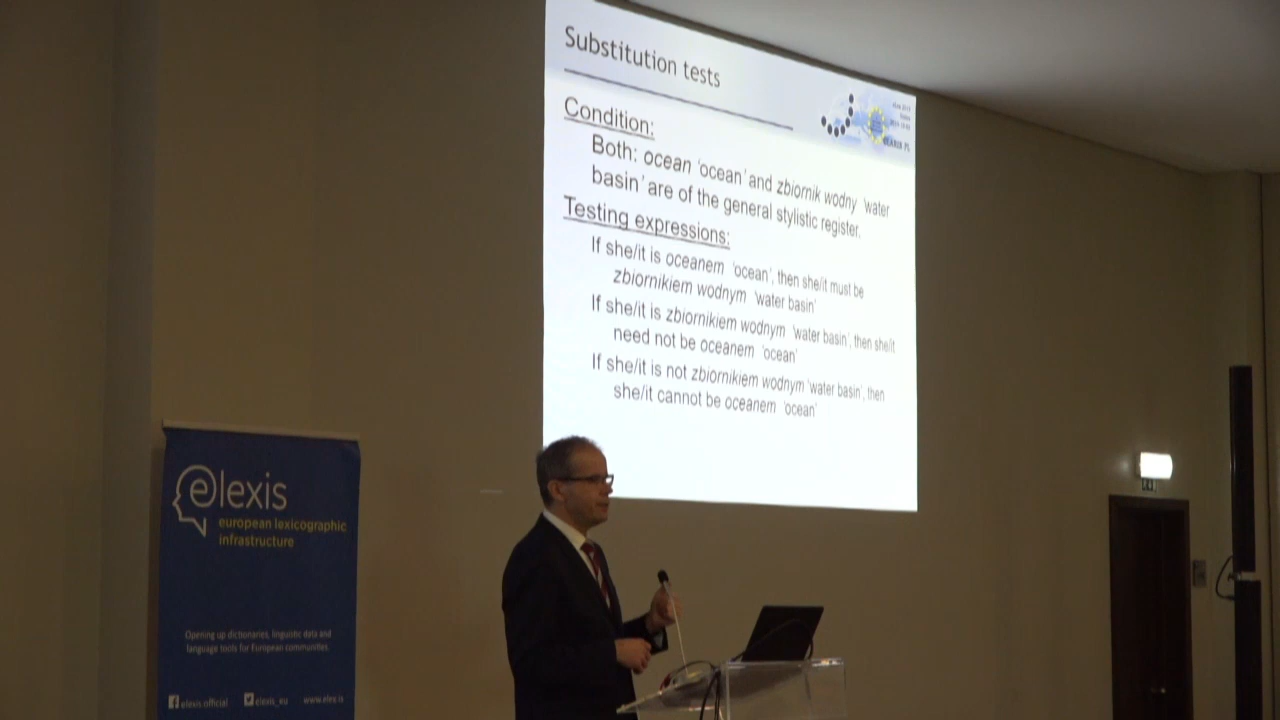 Substitution tests
CLARIN-PL
Condition:
Both: ocean 'ocean' and zbiornik wodny 'water
basin' are of the general stylistic register.
Testing expressions:
If she/it is oceanem 'ocean', then she/it must be
zbiornikiem wodnym 'water basin'
If she/it is zbiornikiem wodnym 'water basin', then she/it
need not be oceanem 'ocean'
If she/it is not zbiornikiem wodnym 'water basin', then
she/it cannot be oceanem 'ocean'
elexis
european lexicographic
infrastructure
Opening up dictionaries, linguistic data and
language tools for European communities.
elexis.official elexis_eu www.elex.is